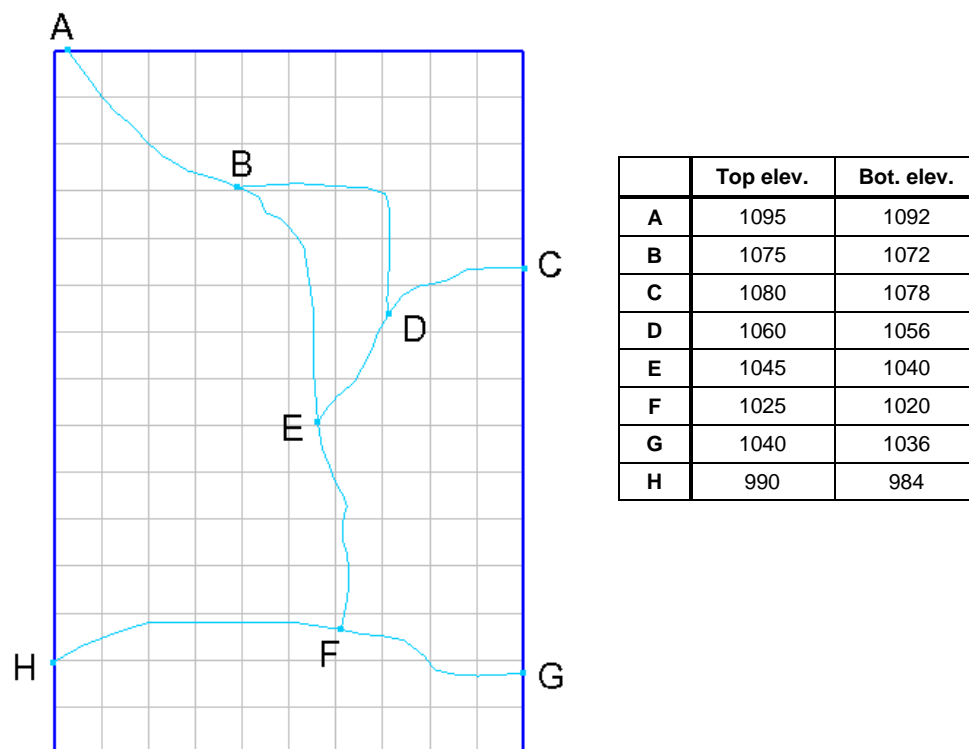 A
B
C
D
E
F
G
H
Top elev. Bot. elev.
A 1095 1092
B 1075 1072
C 1080 1078
D 1060 1056
E 1045 1040
F 1025 1020
G 1040 1036
H 990 984